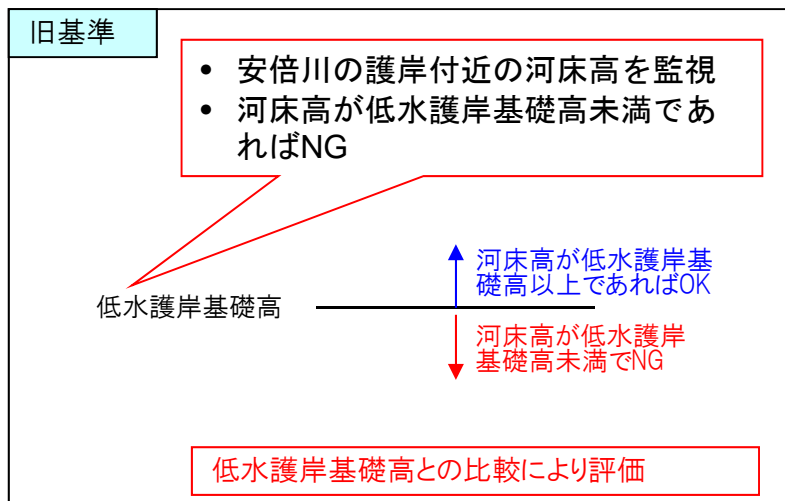 旧基準
• 安倍川の護岸付近の河床高を監視
• 河床高が低水護岸基礎高未満であ
ればNG
河床高が低水護岸基
礎高以上であればOK
低水護岸基礎高
河床高が低水護岸
基礎高未満でNG
低水護岸基礎高との比較により評価